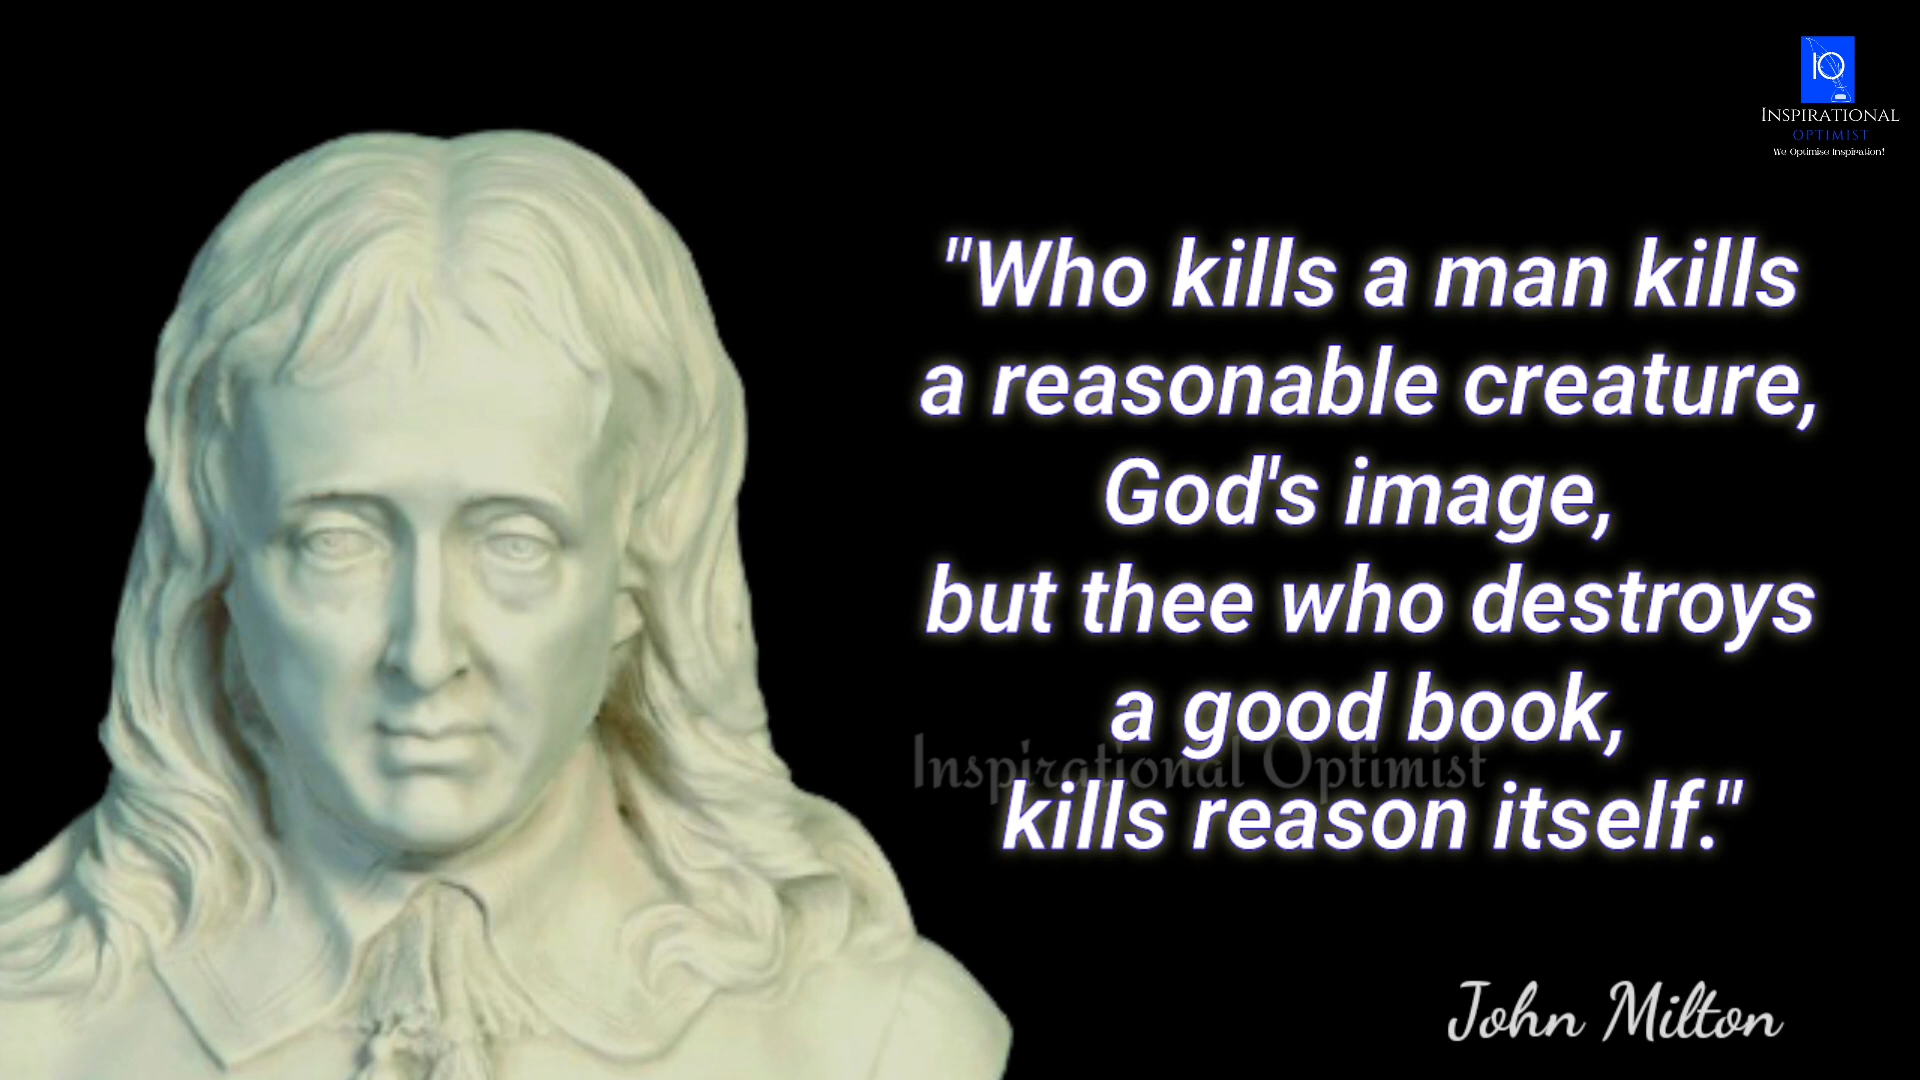 IO
INSPIRATIONAL
OPTIMIST
We Optimise Inspiration!
"Who kills a man kills
a reasonable creature,
God's image,
but thee who destroys
a good book,
Inspirational Optimist
kills reason itself."
John Milton